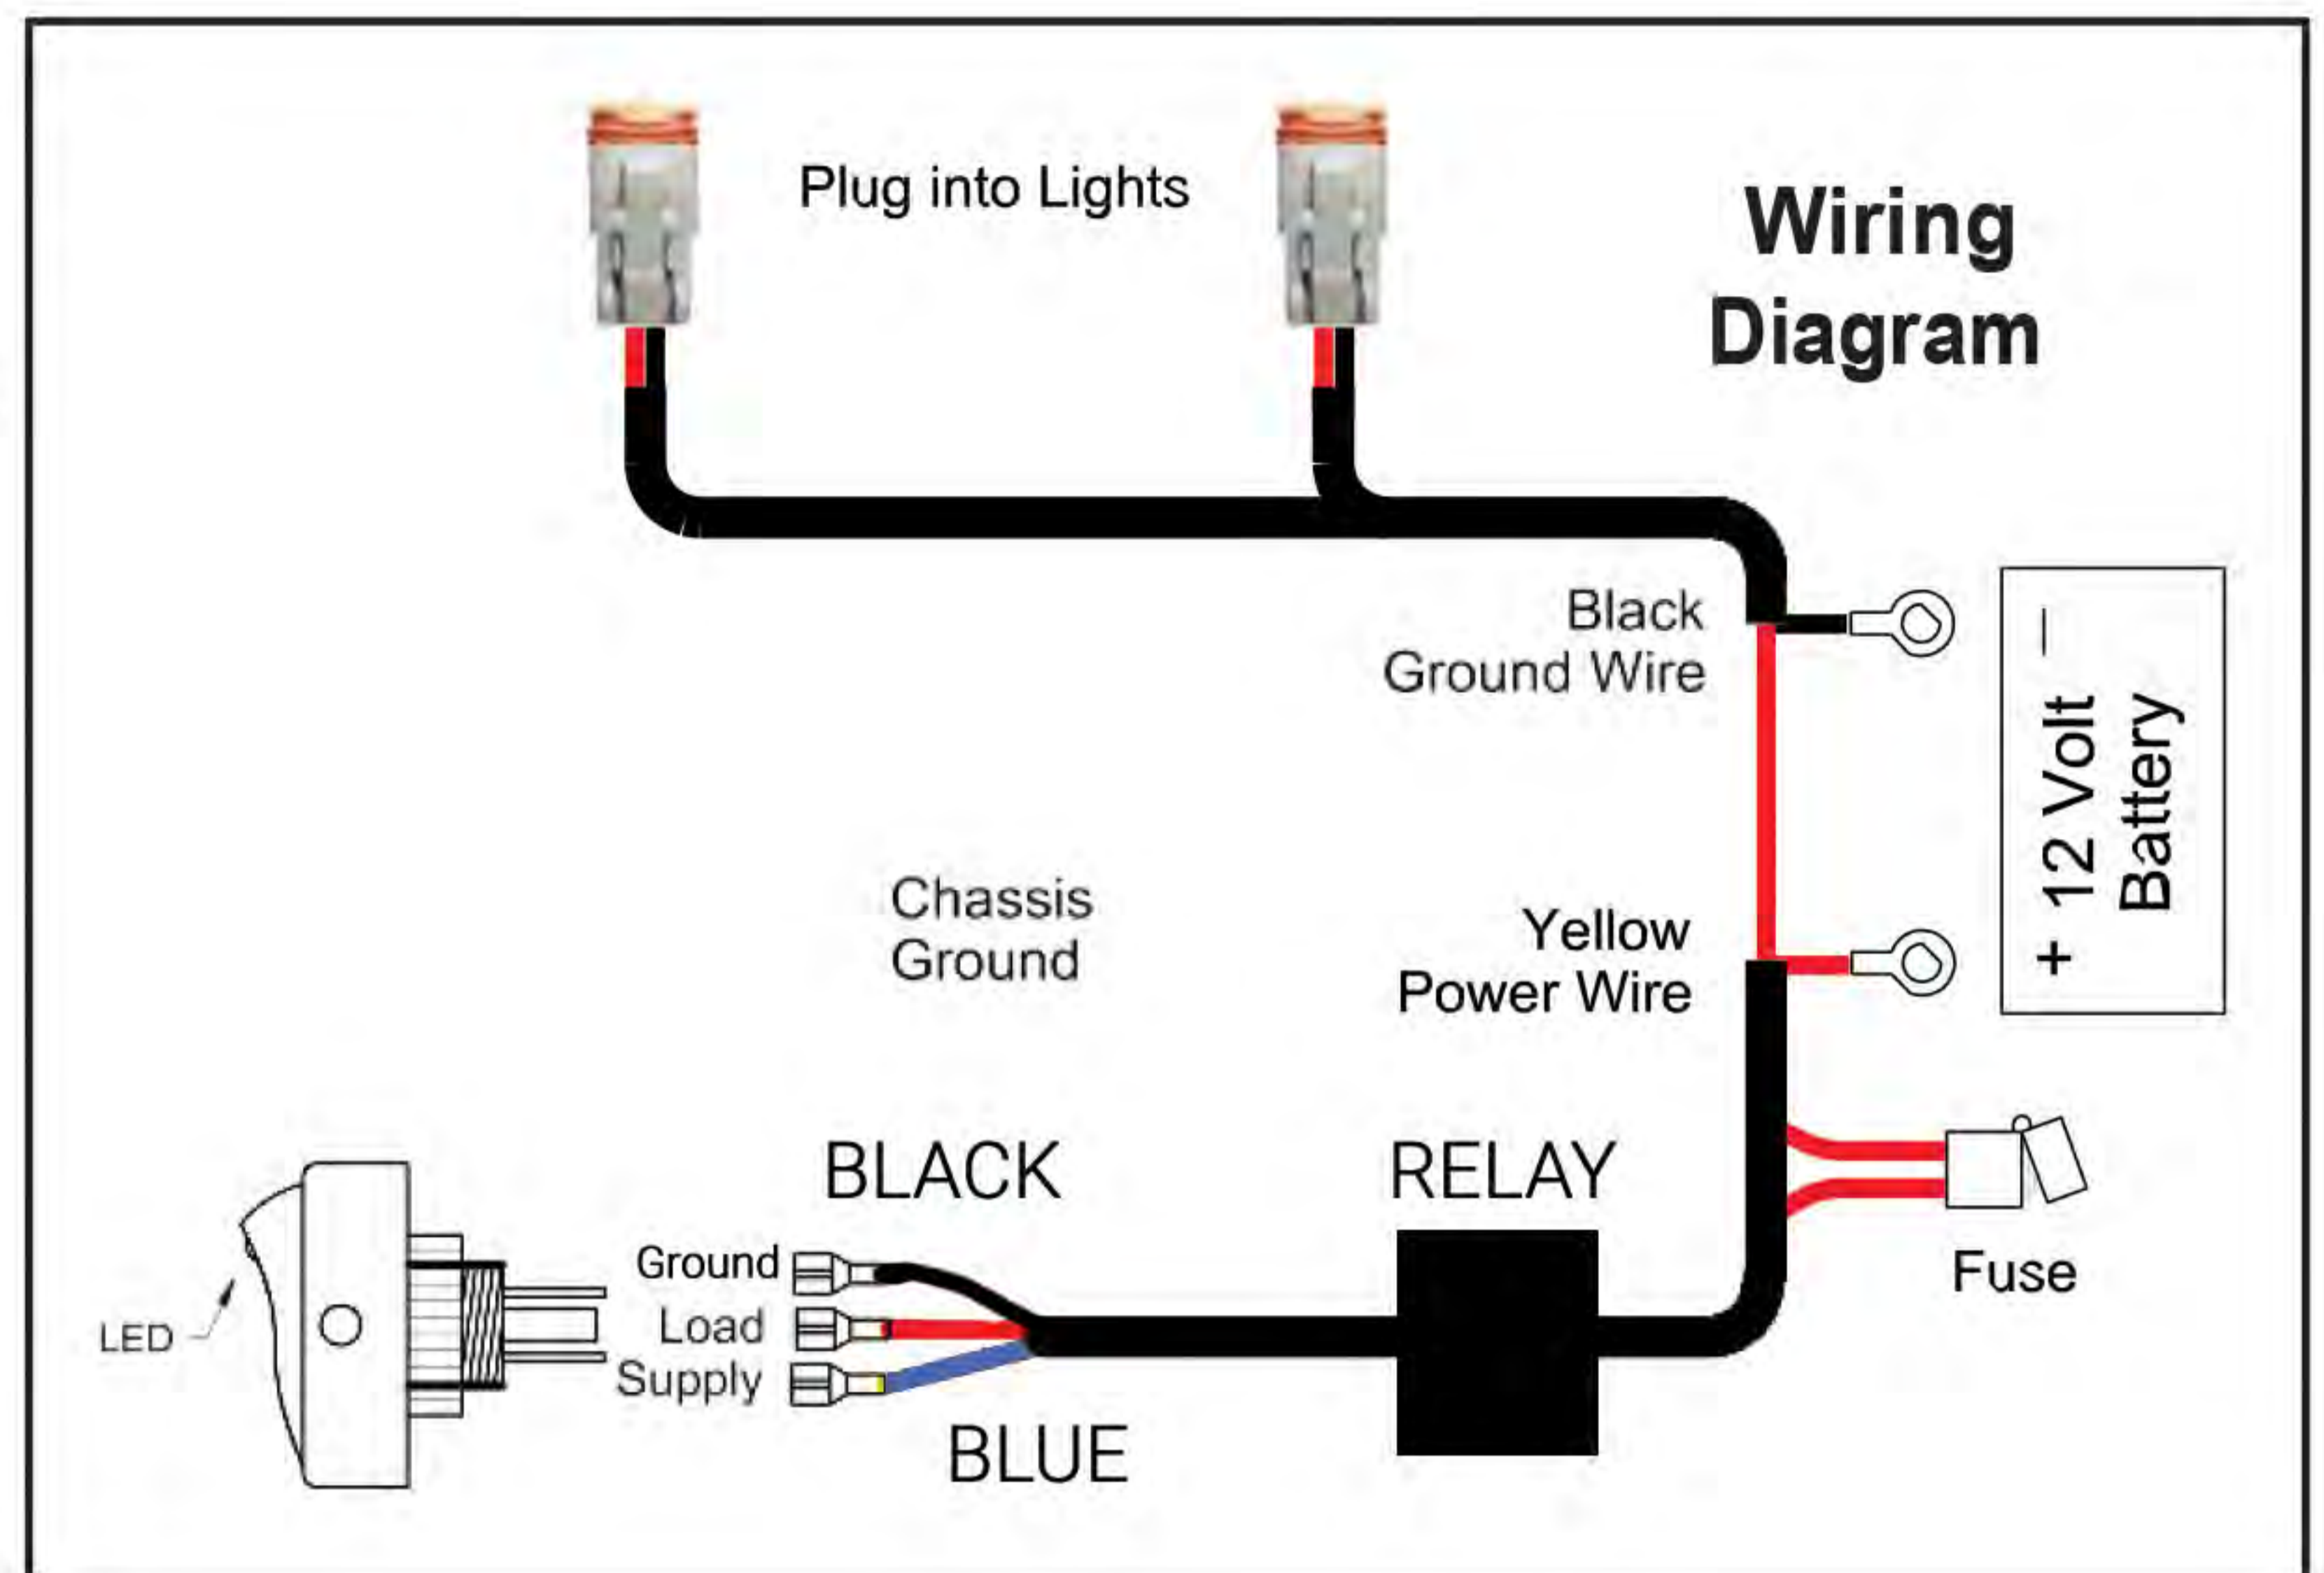 Plug into Lights
Wiring
Diagram
Black
Ground Wire
—
+ 12 Volt
Battery
Chassis
Ground
Yellow
Power Wire
BLACK
RELAY
Ground
Load
Supply
LED
Fuse
BLUE